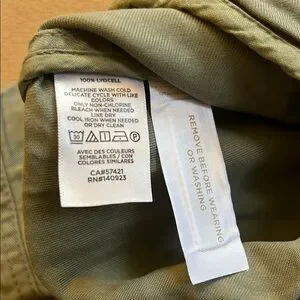 100% LYOCELL
MACHINE WASH COLD
DELICATE CYCLE WITH LIKE
COLORS
ONLY NON-CHLORINE
BLEACH WHEN NEEDED
LINE DRY
COOL IRON WHEN NEEDED
OR DRY CLEAN
30
AVEC DES COULEURS
SEMBLABLES / CON
COLORES SIMILARES
CA#57421
RN#140923
REMOVE BEFORE WEARING
OR WASHING